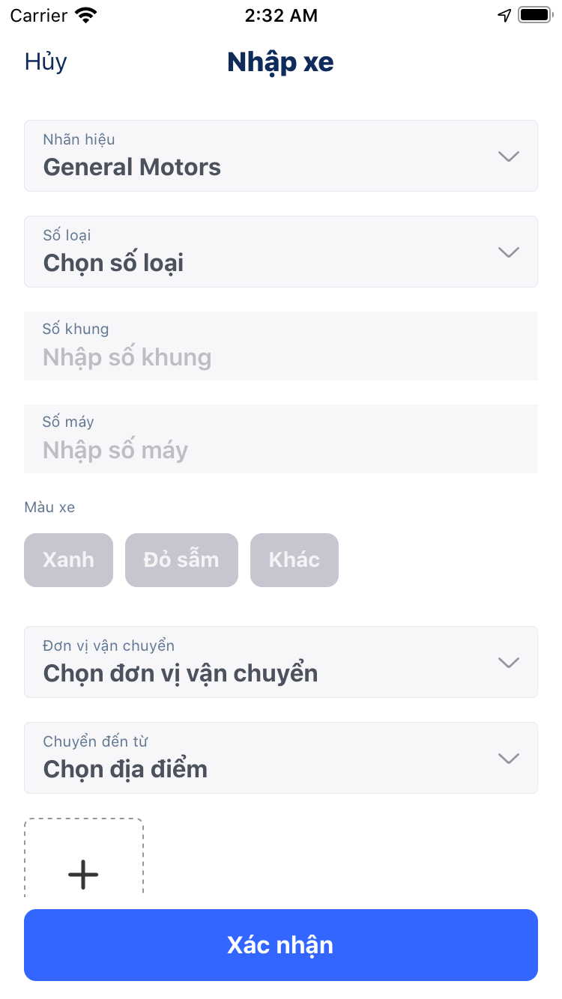 Carrier 2:32 AM
Hủy Nhập xe
Nhãn hiệu
General Motors
Số loại
Chọn số loại
Số khung
Nhập số khung
Số máy
Nhập số máy
Màu xe
Xanh Đỏ sẫm Khác
Đơn vị vận chuyển
Chọn đơn vị vận chuyển
Chuyển đến từ
Chọn địa điểm
Xác nhận